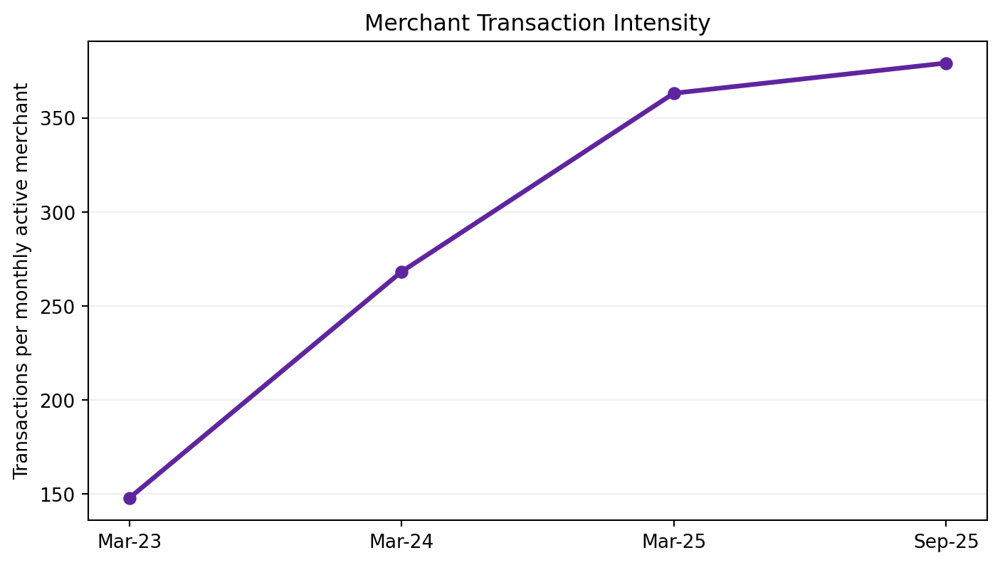 Merchant Transaction Intensity
Transactions per monthly active merchant
350
300
250
200
150
Mar-23
Mar-24
Mar-25
Sep-25